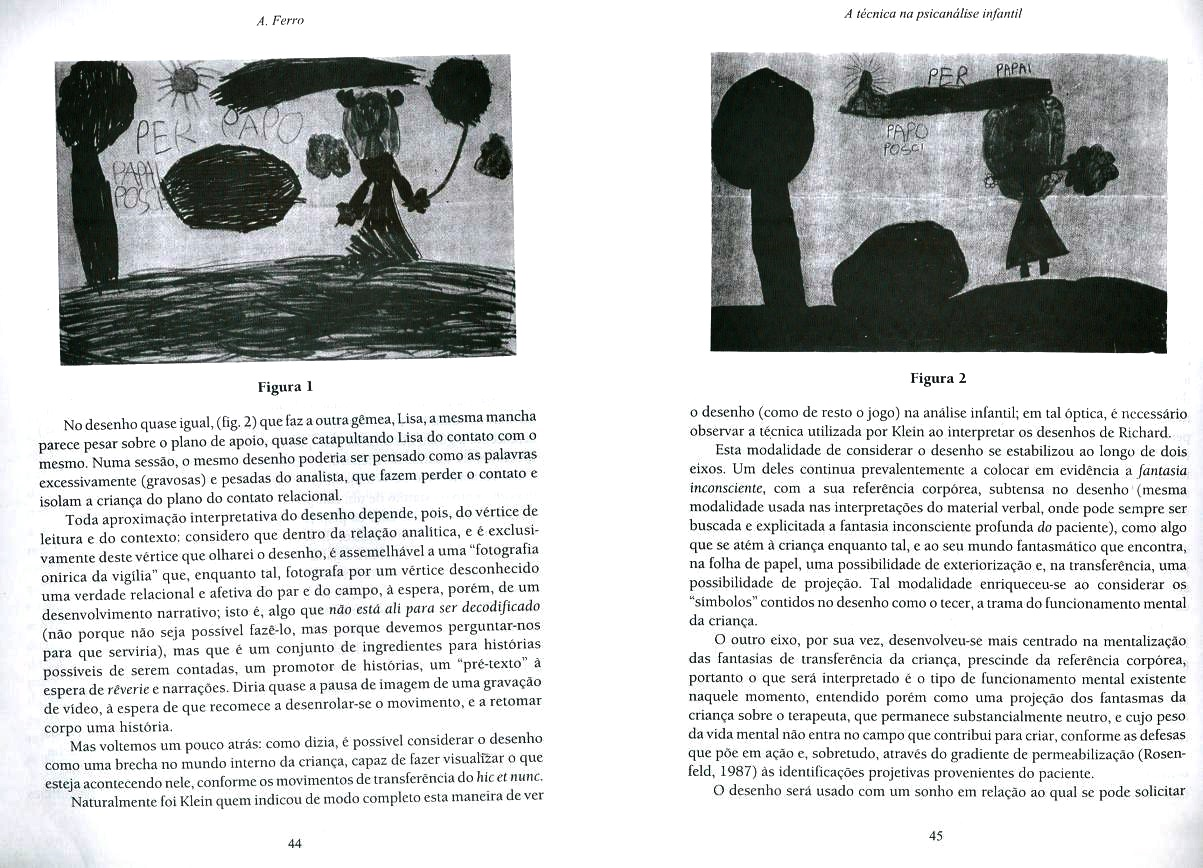 A. Ferro
PER PAPO
PAPAI
POSCI
Figura 1
No desenho quase igual, (fig. 2) que faz a outra gêmea, Lisa, a mesma mancha
parece pesar sobre o plano de apoio, quase catapultando Lisa do contato com o
mesmo. Numa sessão, o mesmo desenho poderia ser pensado como as palavras
excessivamente (gravosas) e pesadas do analista, que fazem perder o contato e
isolam a criança do plano do contato relacional.
Toda aproximação interpretativa do desenho depende, pois, do vértice de
leitura e do contexto: considero que dentro da relação analítica, e é exclusi-
vamente deste vértice que olharei o desenho, é assemelhável a uma “fotografia
onírica da vigília” que, enquanto tal, fotografa por um vértice desconhecido
uma verdade relacional e afetiva do par e do campo, à espera, porém, de um
desenvolvimento narrativo; isto é, algo que não está ali para ser decodificado
(não porque não seja possível fazê-lo, mas porque devemos perguntar-nos
para que serviria), mas que é um conjunto de ingredientes para histórias
possíveis de serem contadas, um promotor de histórias, um “pré-texto” à
espera de rêverie e narrações. Diria quase a pausa de imagem de uma gravação
de vídeo, à espera de que recomece a desenrolar-se o movimento, e a retomar
corpo uma história.
Mas voltemos um pouco atrás: como dizia, é possível considerar o desenho
como uma brecha no mundo interno da criança, capaz de fazer visualizar o que
esteja acontecendo nele, conforme os movimentos de transferência do hic et nunc.
Naturalmente foi Klein quem indicou de modo completo esta maneira de ver
44
A técnica na psicanálise infantil
PER PAPAI
PAPO
POSCI
Figura 2
o desenho (como de resto o jogo) na análise infantil; em tal óptica, é necessário
observar a técnica utilizada por Klein ao interpretar os desenhos de Richard.
Esta modalidade de considerar o desenho se estabilizou ao longo de dois
eixos. Um deles continua prevalentemente a colocar em evidência a fantasia
inconsciente, com a sua referência corpórea, subtensa no desenho (mesma
modalidade usada nas interpretações do material verbal, onde pode sempre ser
buscada e explicitada a fantasia inconsciente profunda do paciente), como algo
que se atém à criança enquanto tal, e ao seu mundo fantasmático que encontra,
na folha de papel, uma possibilidade de exteriorização e, na transferência, uma
possibilidade de projeção. Tal modalidade enriqueceu-se ao considerar os
“símbolos” contidos no desenho como o tecer, a trama do funcionamento mental
da criança.
O outro eixo, por sua vez, desenvolveu-se mais centrado na mentalização
das fantasias de transferência da criança, prescinde da referência corpórea,
portanto o que será interpretado é o tipo de funcionamento mental existente
naquele momento, entendido porém como uma projeção dos fantasmas da
criança sobre o terapeuta, que permanece substancialmente neutro, e cujo peso
da vida mental não entra no campo que contribui para criar, conforme as defesas
que põe em ação e, sobretudo, através do gradiente de permeabilização (Rosen-
feld, 1987) às identificações projetivas provenientes do paciente.
O desenho será usado com um sonho em relação ao qual se pode solicitar
45